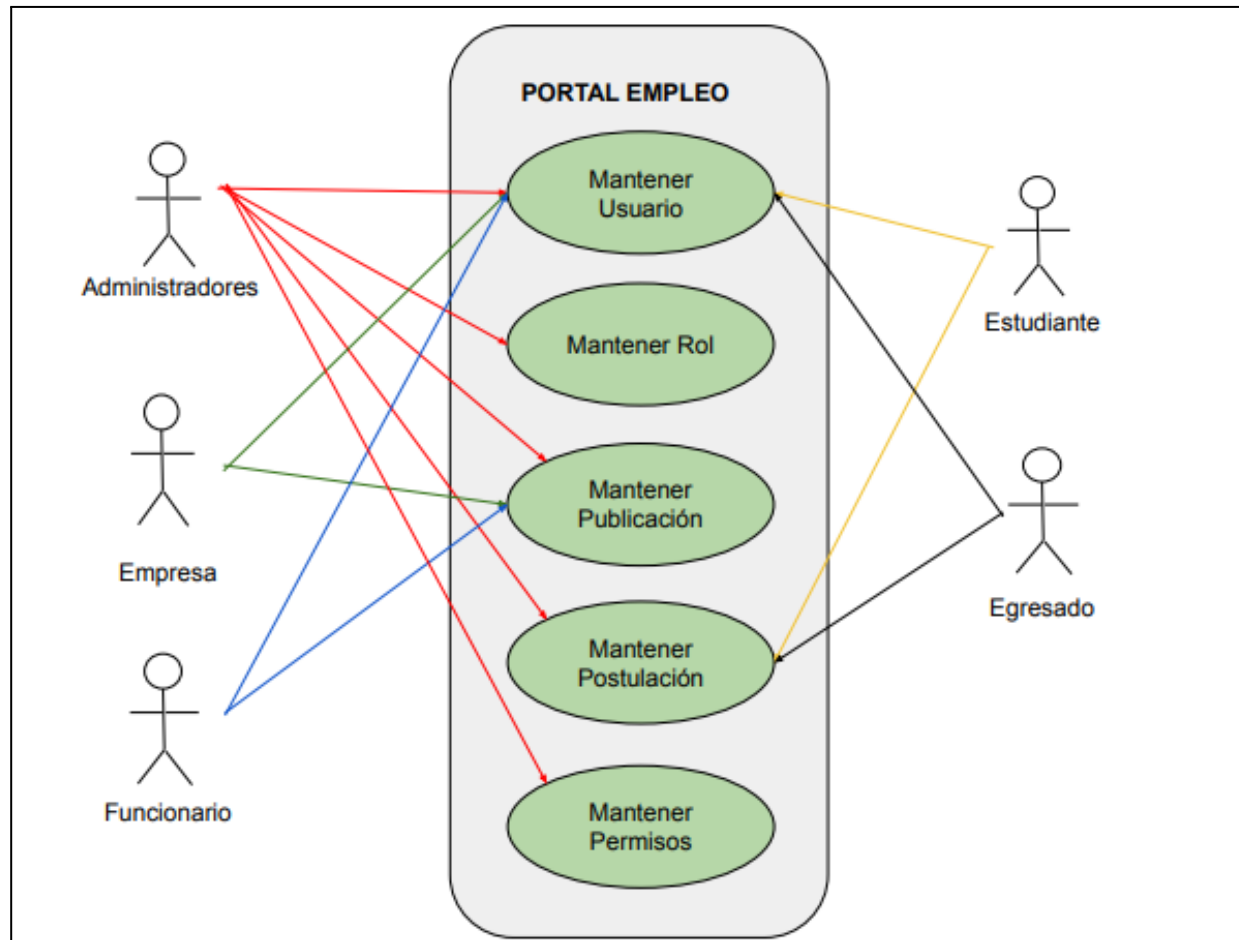 PORTAL EMPLEO
Mantener
Usuario
Administradores
Estudiante
Mantener Rol
Empresa
Mantener
Publicación
Egresado
Mantener
Postulación
Funcionario
Mantener
Permisos